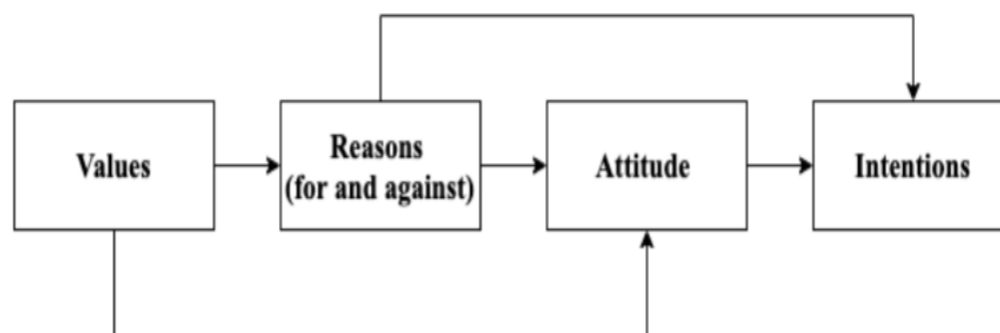 Values
Reasons
(for and against)
Attitude
Intentions